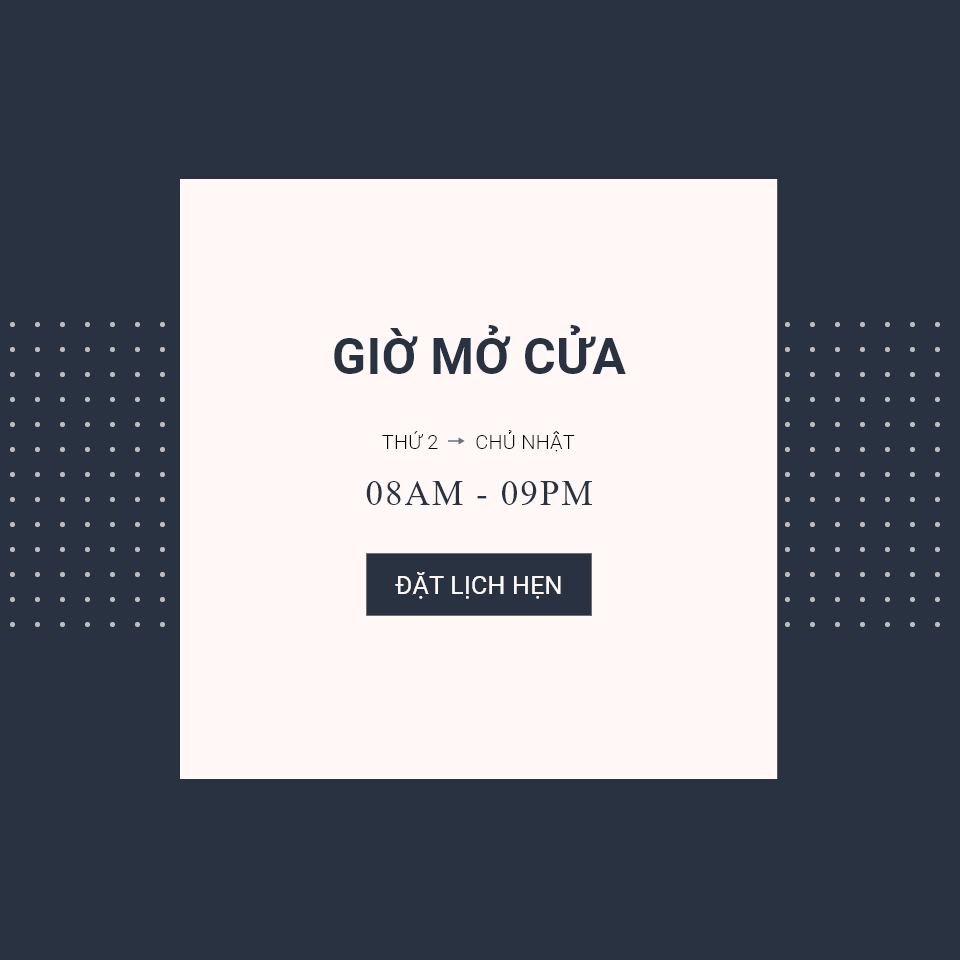 GIỜ MỞ CỬA
THỨ 2 → CHỦ NHẬT
08AM - 09PM
ĐẶT LỊCH HẸN